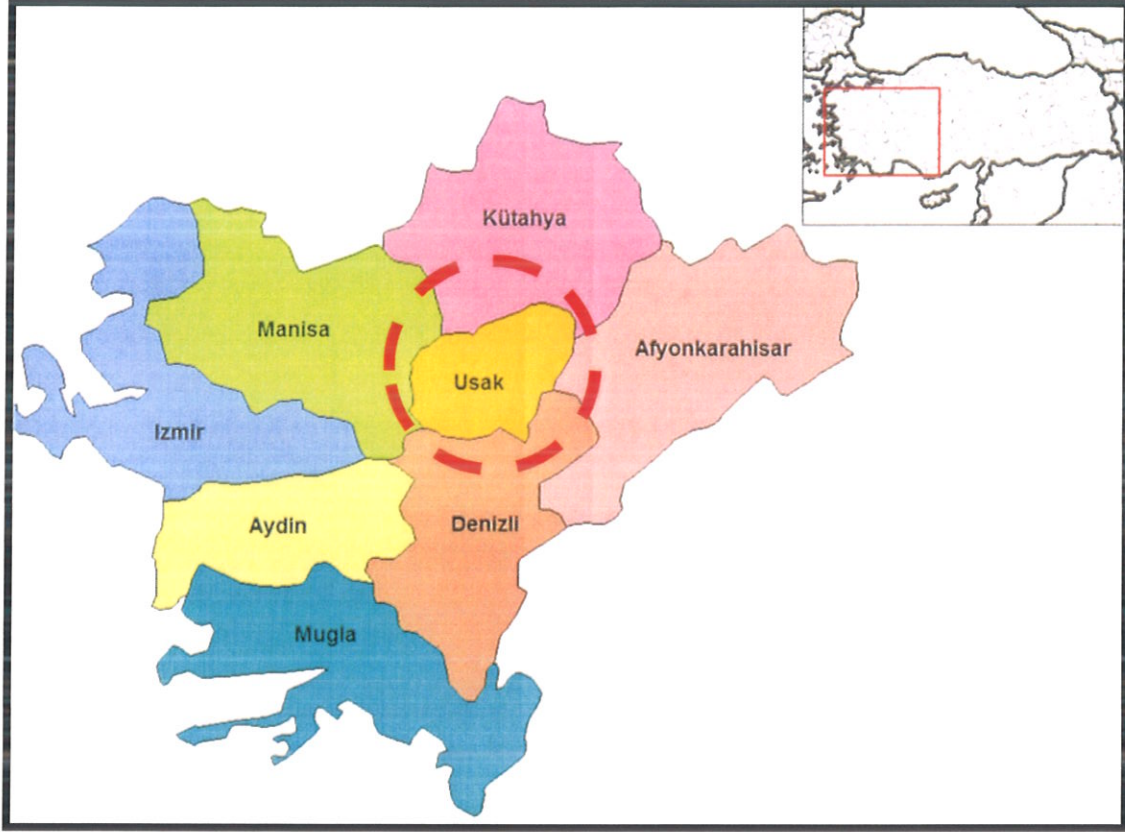 Kütahya
Manisa
Afyonkarahisar
Usak
Izmir
Aydin
Denizli
Mugla